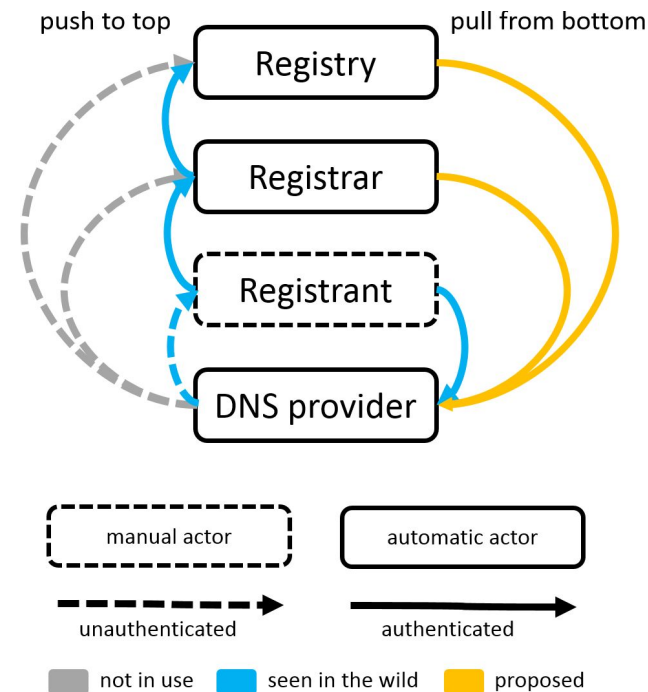 push to top
pull from bottom
Registry
Registrar
Registrant
DNS provider
manual actor
automatic actor
unauthenticated
authenticated
not in use
seen in the wild
proposed